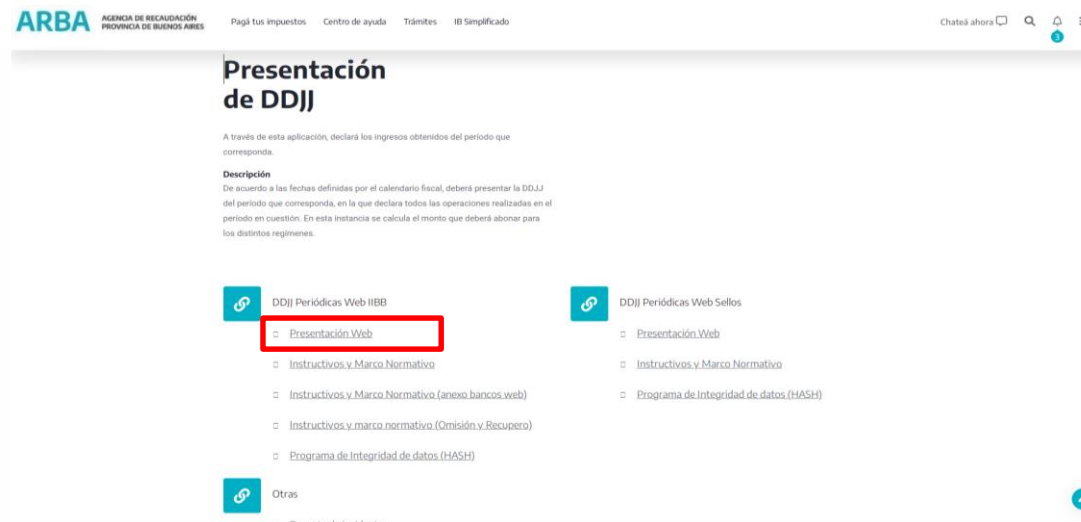 ARBA
AGENCIA DE RECAUDACIÓN
PROVINCIA DE BUENOS AIRES
Pagá tus impuestos
Centro de ayuda
Trámites
IB Simplificado
Chateá ahora
3
Presentación
de DDJJ
A través de esta aplicación, declará los ingresos obtenidos del período que
corresponda.
Descripción
De acuerdo a las fechas definidas por el calendario fiscal, deberá presentar la DDJJ
del período que corresponda, en la que declara todos las operaciones realizadas en el
período en cuestión. En esta instancia se calcula el monto que deberá abonar para
los distintos regímenes.
DDJJ Periódicas Web IIBB
Presentación Web
Instructivos y Marco Normativo
Instructivos y Marco Normativo (anexo bancos web)
Instructivos y marco normativo (Omisión y Recupero)
Programa de Integridad de datos (HASH)
DDJJ Periódicas Web Sellos
Presentación Web
Instructivos y Marco Normativo
Programa de Integridad de datos (HASH)
Otras